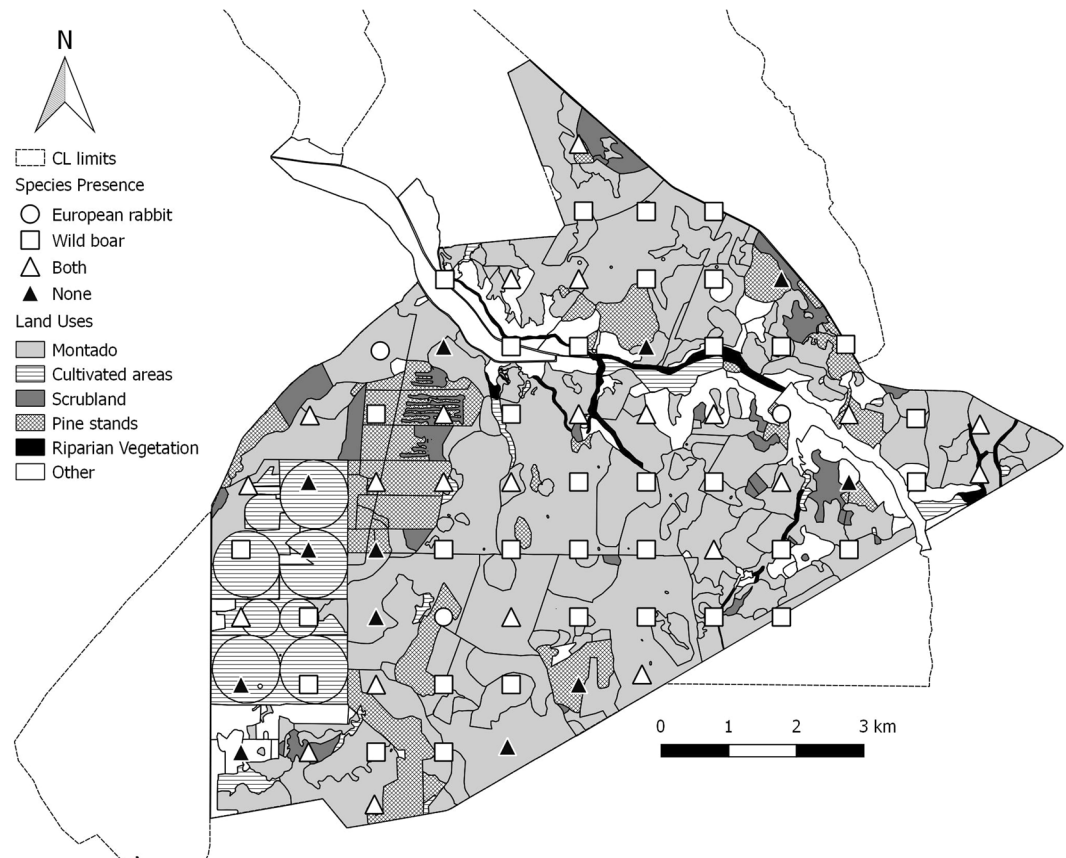 N
CL limits
Species Presence
European rabbit
Wild boar
Both
None
Land Uses
Montado
Cultivated areas
Scrubland
Pine stands
Riparian Vegetation
Other
0 1 2 3 km